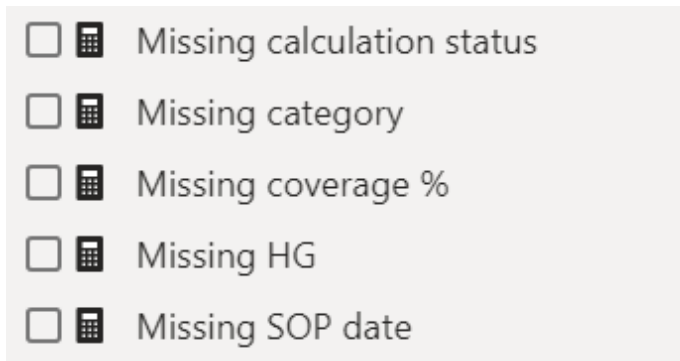 Missing calculation status
Missing category
Missing coverage %
Missing HG
Missing SOP date